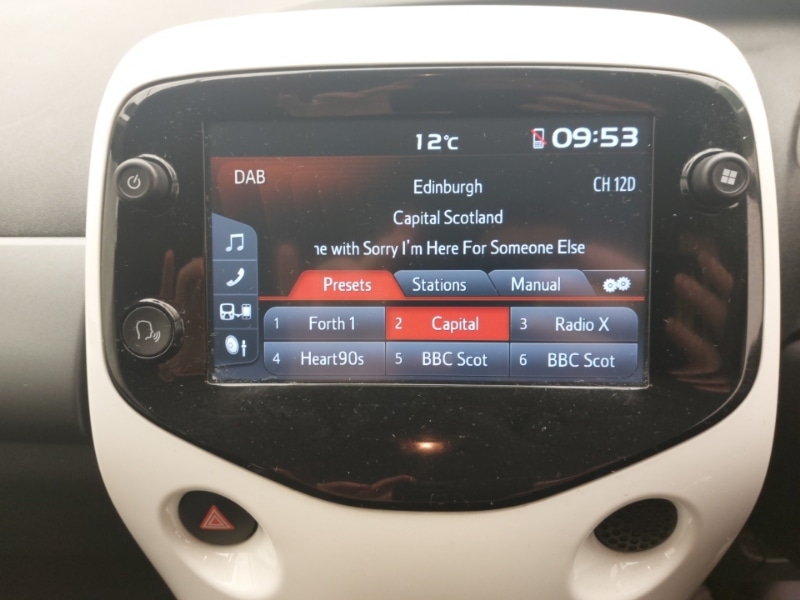 12°C 09:53
DAB
Edinburgh CH 12D
Capital Scotland
ne with Sorry I'm Here For Someone Else
Presets Stations Manual
1 Forth 1 2 Capital 3 Radio X
4 Heart90s 5 BBC Scot 6 BBC Scot